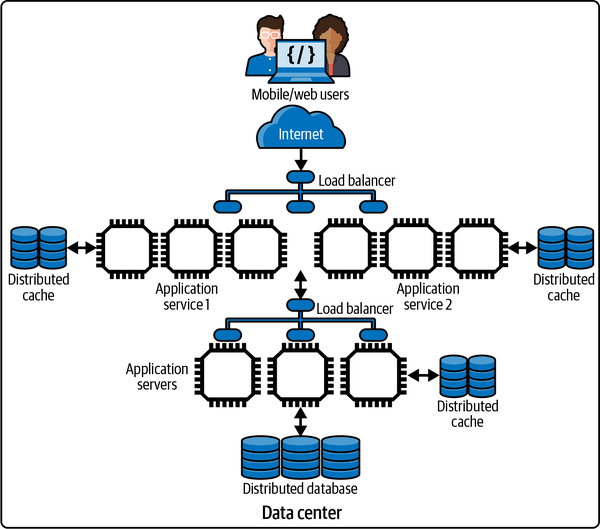 {/}
Mobile/web users
Internet
Load balancer
Distributed
cache
Application
service 1
Application
service 2
Distributed
cache
Load balancer
Application
servers
Distributed
cache
Distributed database
Data center